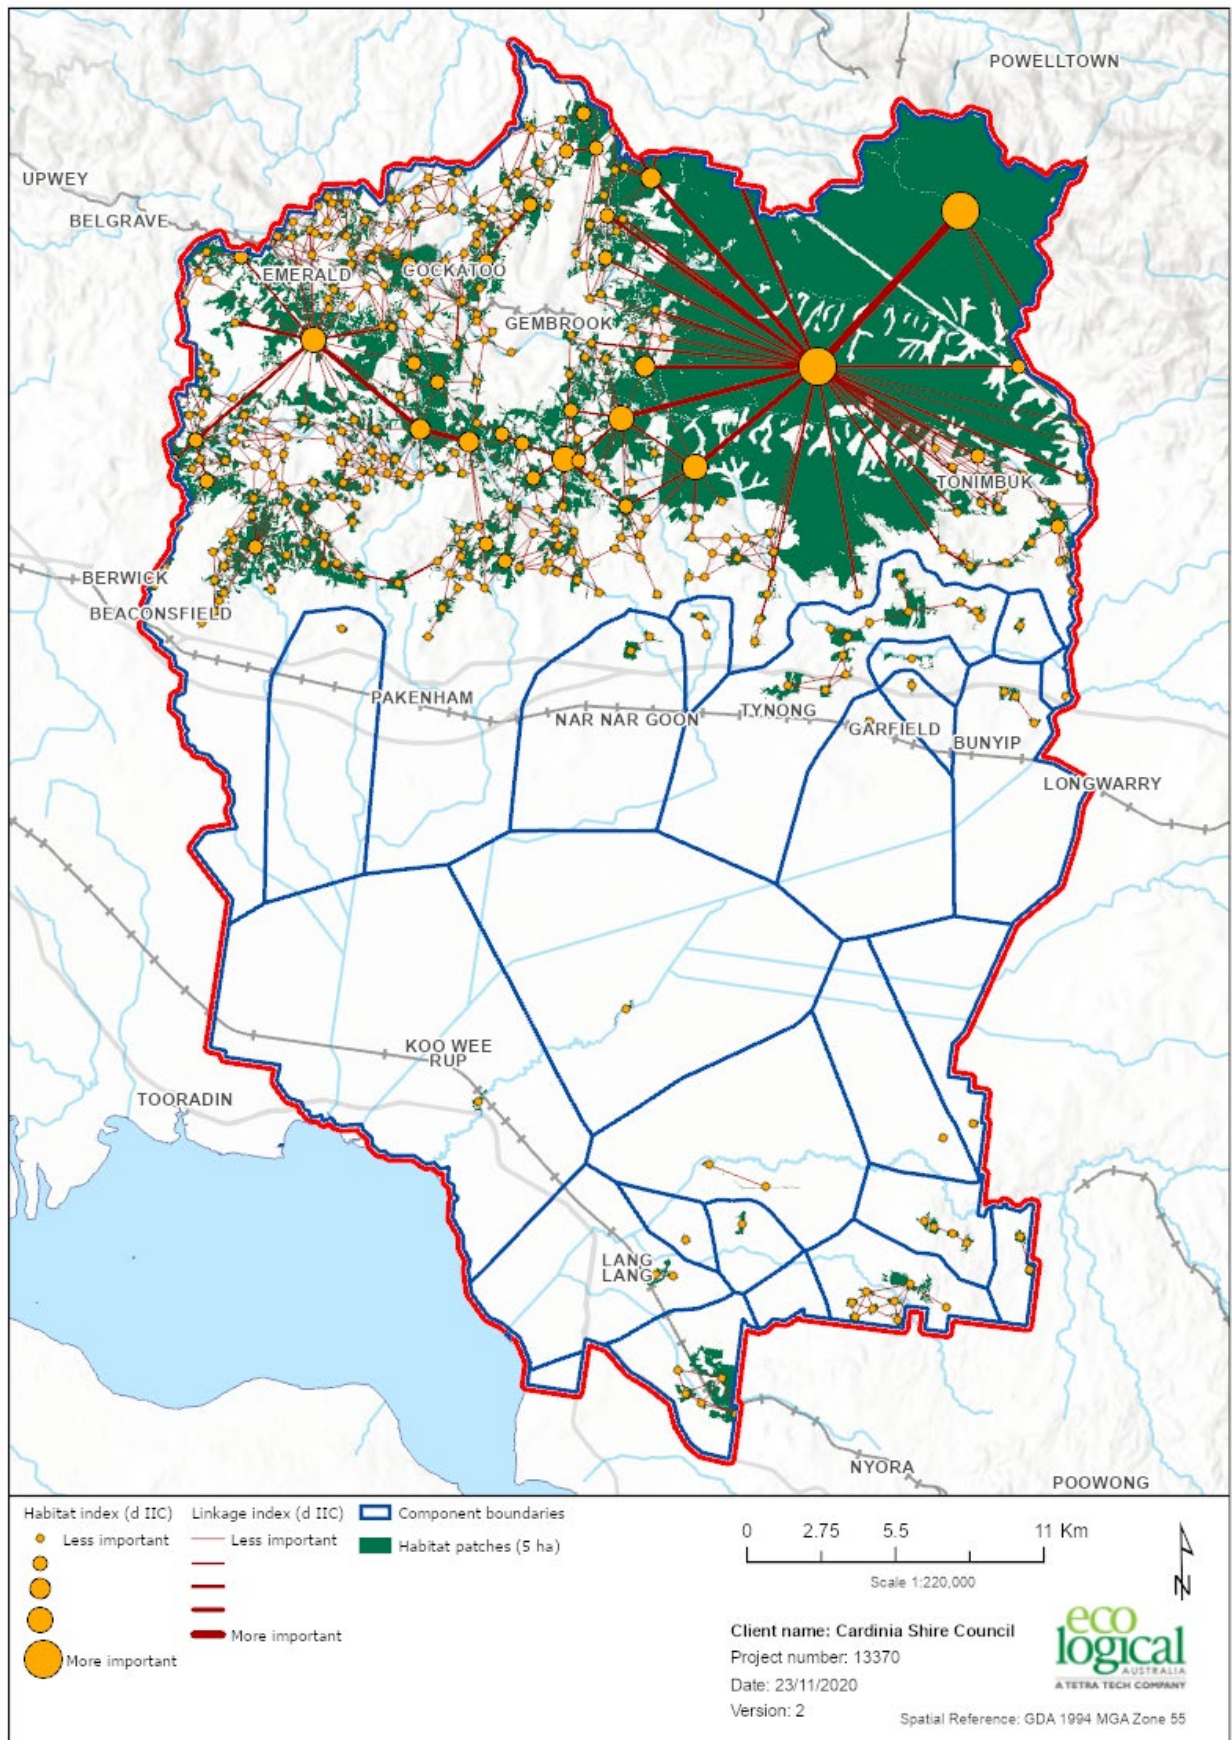 POWELLTOWN
UPWEY
BELGRAVE
EMERALD
COCKATOO
GEMBROOK
TONIMBUK
BERWICK
BEACONSFIELD
PAKENHAM
NAR NAR GOON
TYNONG
GARFIELD
BUNYIP
LONGWARRY
KOO WEE
RUP
TOORADIN
LANG
LANG
NYORA
POOWONG
Habitat index (d IIC)
Less important
More important
Linkage index (d IIC)
Less important
More important
Component boundaries
Habitat patches (5 ha)
0 2.75 5.5 11 Km
Scale 1:220,000
N
Client name: Cardinia Shire Council
Project number: 13370
Date: 23/11/2020
Version: 2
eco
logical
AUSTRALIA
A TETRA TECH COMPANY
Spatial Reference: GDA 1994 MGA Zone 55